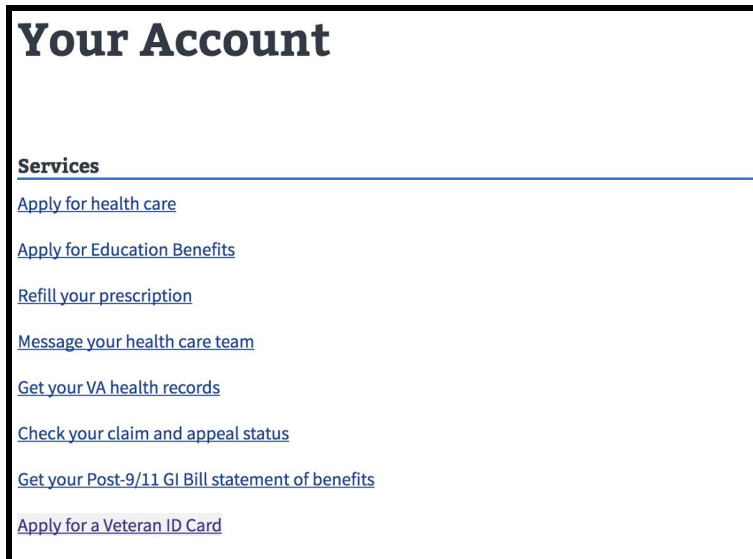 Your Account
Services
Apply for health care
Apply for Education Benefits
Refill your prescription
Message your health care team
Get your VA health records
Check your claim and appeal status
Get your Post-9/11 GI Bill statement of benefits
Apply for a Veteran ID Card